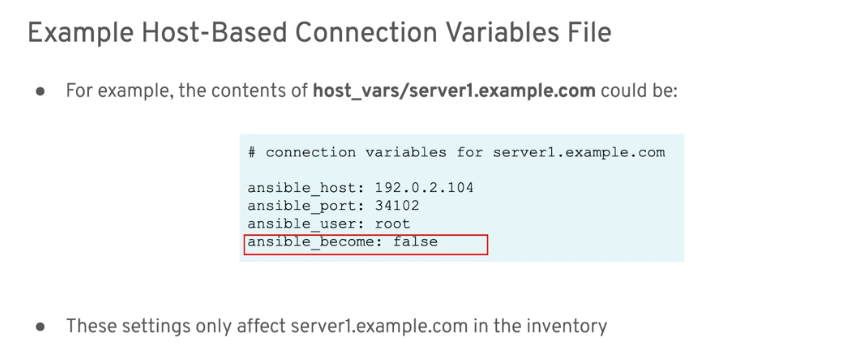 Example Host-Based Connection Variables File
● For example, the contents of host_vars/server1.example.com could be:
# connection variables for server1.example.com
ansible_host: 192.0.2.104
ansible_port: 34102
ansible_user: root
ansible_become: false
● These settings only affect server1.example.com in the inventory